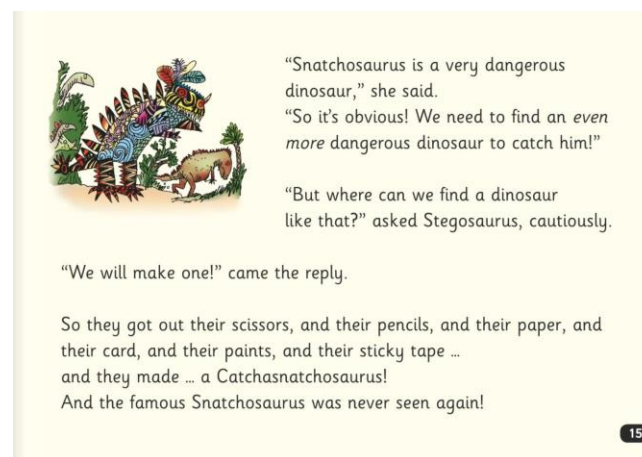 “Snatchosaurus is a very dangerous
dinosaur,” she said.
“So it’s obvious! We need to find an even
more dangerous dinosaur to catch him!”
“But where can we find a dinosaur
like that?” asked Stegosaurus, cautiously.
“We will make one!” came the reply.
So they got out their scissors, and their pencils, and their paper, and
their card, and their paints, and their sticky tape ...
and they made ... a Catchasnatchosaurus!
And the famous Snatchosaurus was never seen again!
15